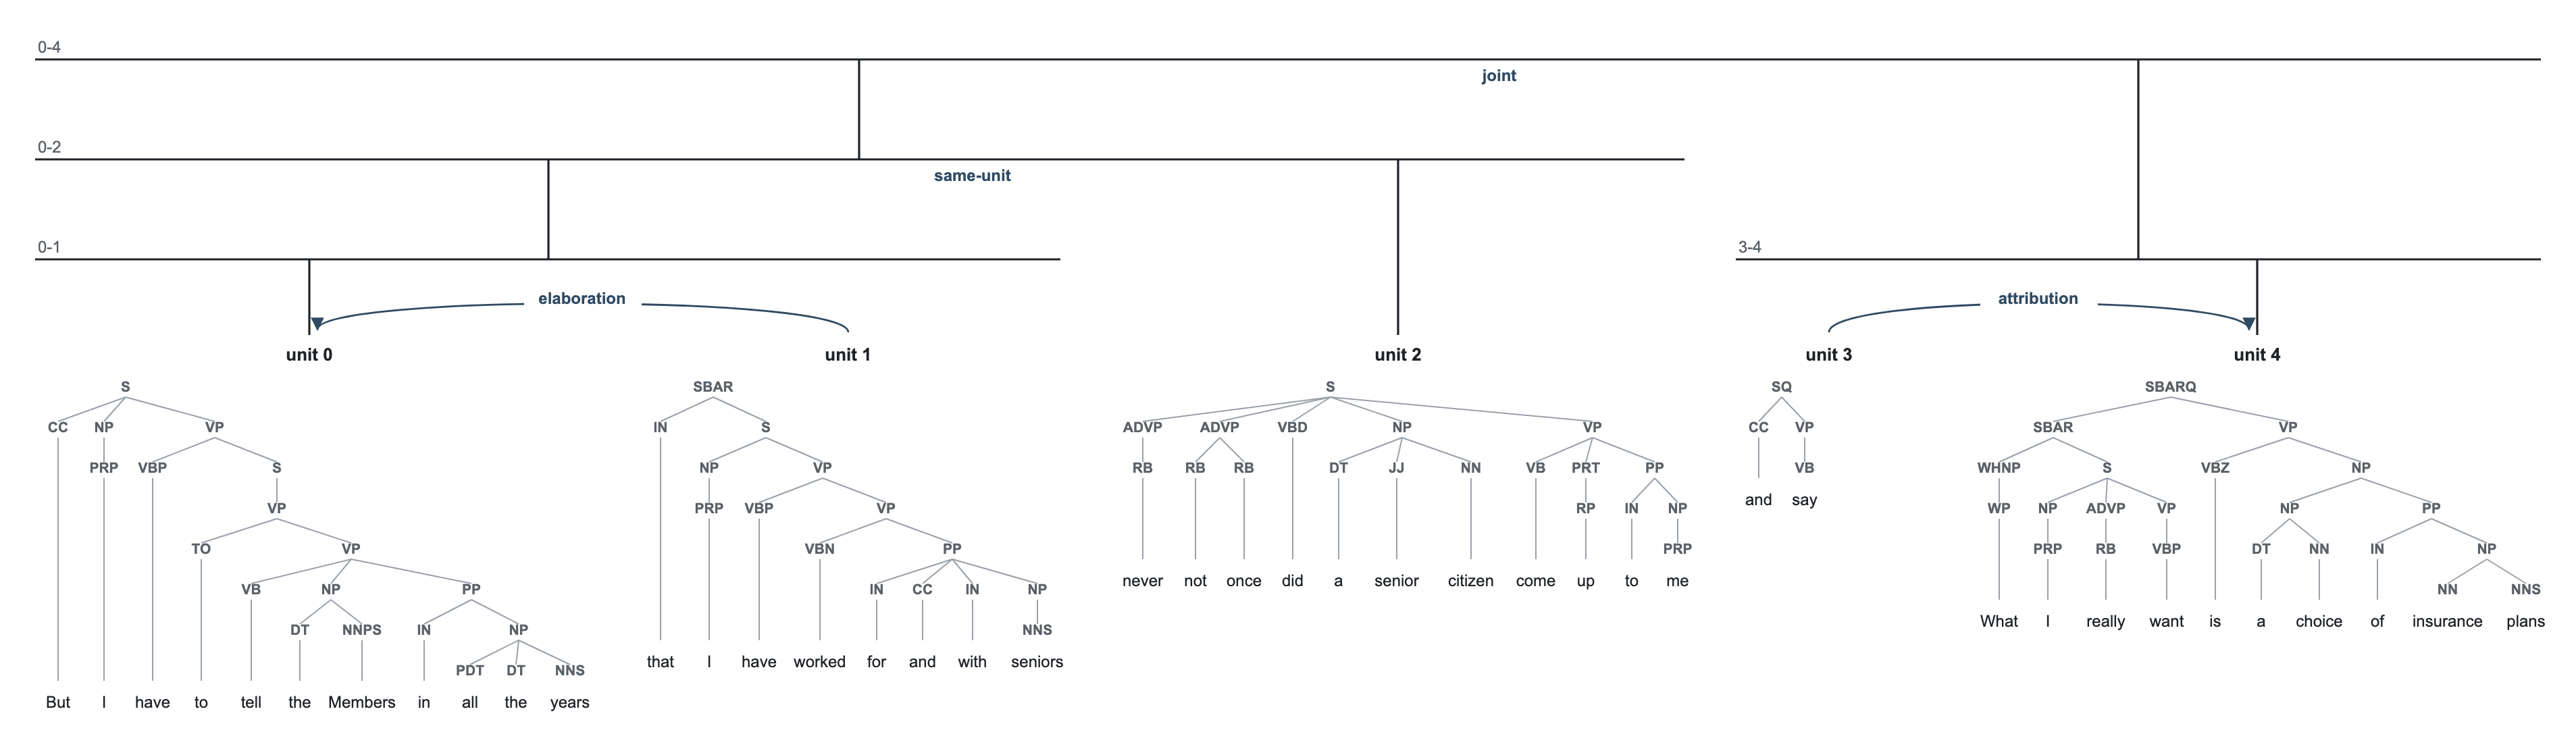 0-4
joint
0-2
same-unit
0-1 3-4
elaboration attribution
unit 0 unit 1 unit 2 unit 3 unit 4
S SBAR S SQ SBARQ
CC NP VP IN S ADVP ADVP VBD NP VP CC VP SBAR VP
PRP VBP S NP VP RB RB RB DT JJ NN VB PRT PP VB WHNP S VBZ NP
and say
VP PRP VBP VP RP IN NP WP NP ADVP VP NP PP
TO VP VBN PP PRP PRP RB VBP DT NN IN NP
never not once did a senior citizen come up to me
VB NP PP IN CC IN NP NN NNS
What I really want is a choice of insurance plans
DT NNPS IN NP NNS
that I have worked for and with seniors
PDT DT NNS
But I have to tell the Members in all the years